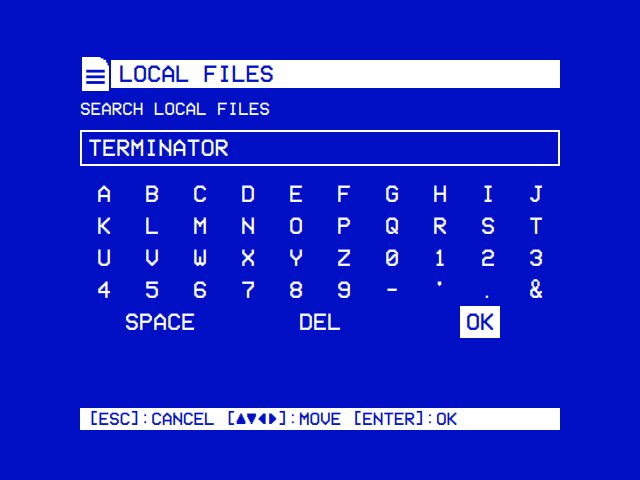 LOCAL FILES
SEARCH LOCAL FILES
TERMINATOR
A B C D E F G H I J
K L M N O P Q R S T
U V W X Y Z 0 1 2 3
4 5 6 7 8 9 - ' . &
SPACE DEL OK
[ESC]:CANCEL [▲▼◀▶]:MOVE [ENTER]:OK